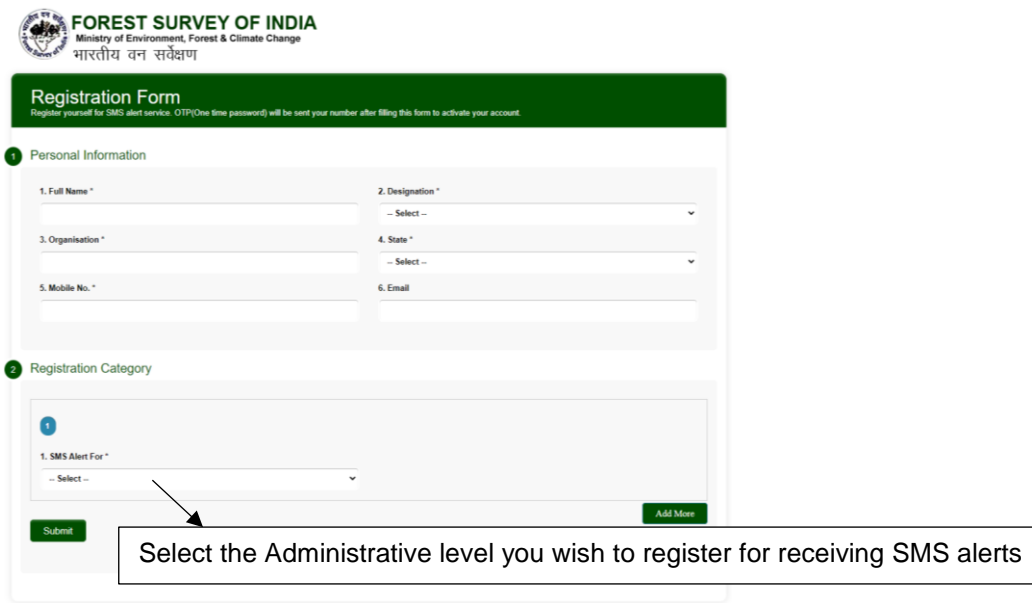 FOREST SURVEY OF INDIA
Ministry of Environment, Forest & Climate Change
भारतीय वन सर्वेक्षण
Registration Form
Register yourself for SMS alert service. OTP(One time password) will be sent your number after filling this form to activate your account.
1 Personal Information
1. Full Name * 2. Designation *
-- Select --
3. Organisation * 4. State *
-- Select --
5. Mobile No. * 6. Email
2 Registration Category
1
1. SMS Alert For *
-- Select --
Add More
Submit
Select the Administrative level you wish to register for receiving SMS alerts